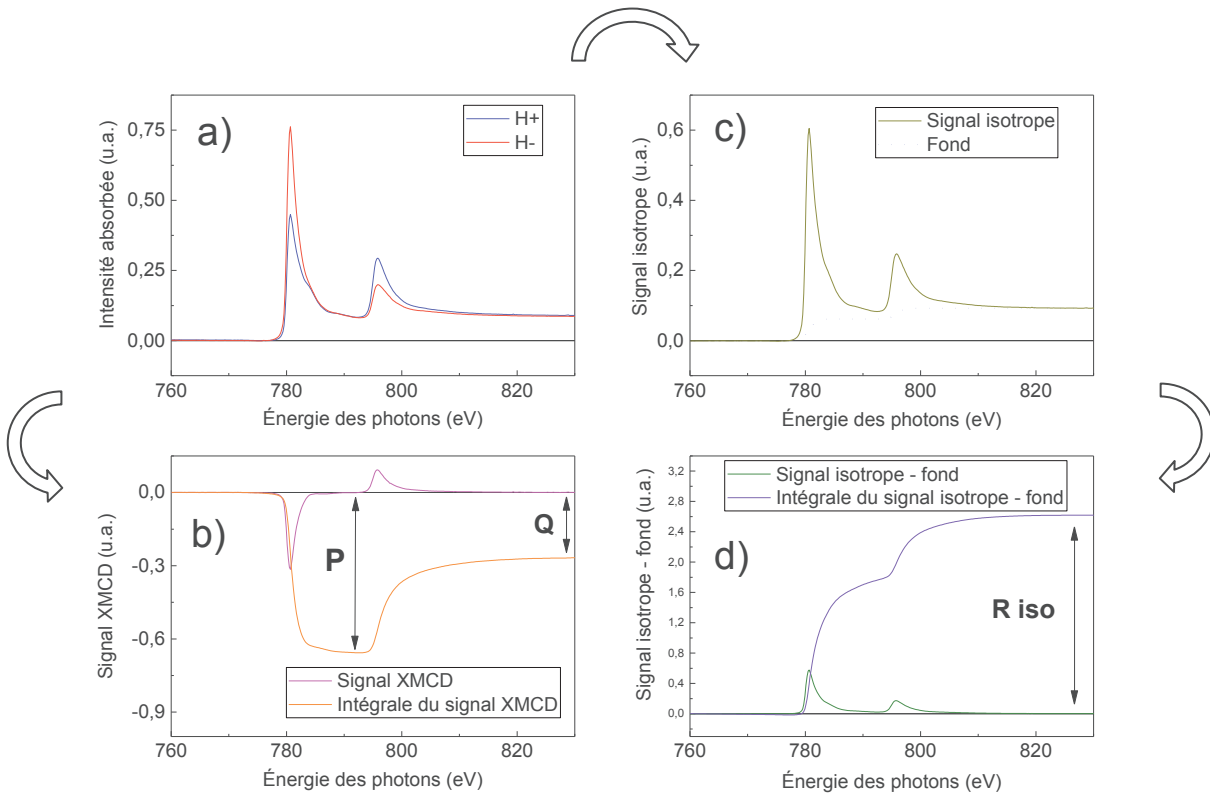 a)
H+
H-
Intensité absorbée (u.a.)
0,75
0,50
0,25
0,00
760
780
800
820
Énergie des photons (eV)
c)
Signal isotrope
Fond
Signal isotrope (u.a.)
0,6
0,4
0,2
0,0
760
780
800
820
Énergie des photons (eV)
b)
P
Q
Signal XMCD
Intégrale du signal XMCD
Signal XMCD (u.a.)
0,0
-0,3
-0,6
-0,9
760
780
800
820
Énergie des photons (eV)
Signal isotrope - fond
Intégrale du signal isotrope - fond
d)
R iso
Signal isotrope - fond (u.a.)
3,2
2,8
2,4
2,0
1,6
1,2
0,8
0,4
0,0
760
780
800
820
Énergie des photons (eV)